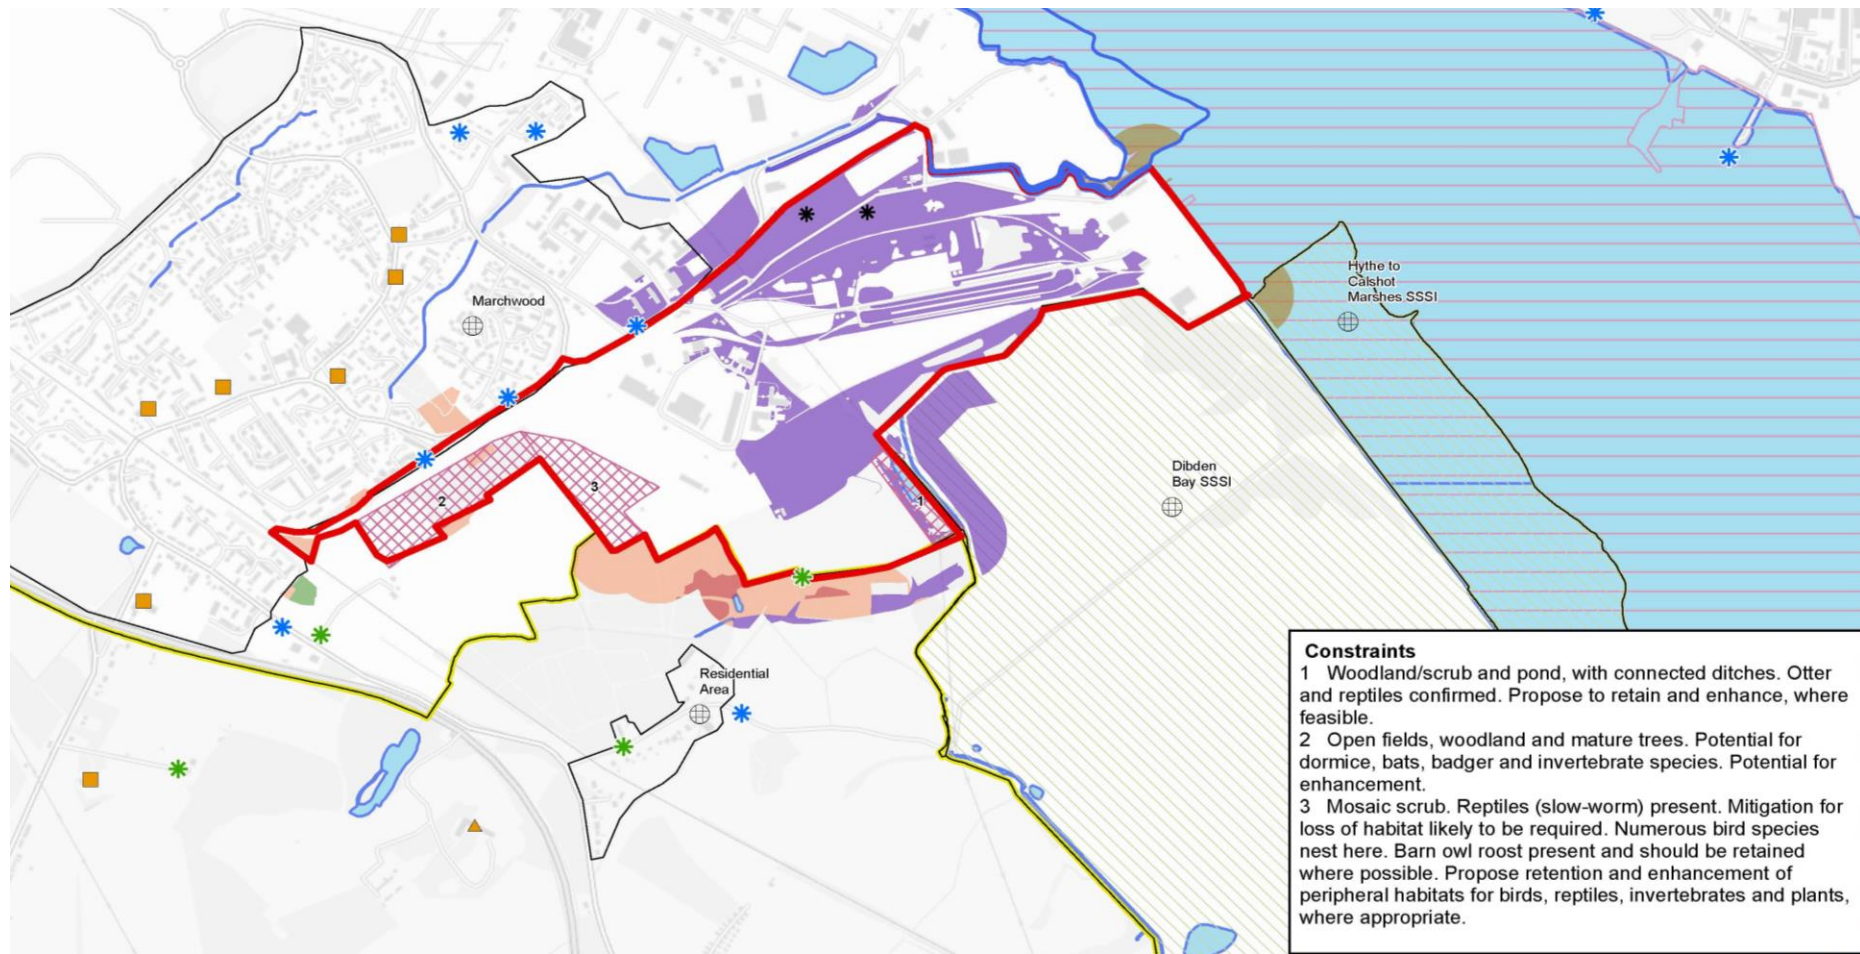 Marchwood
Hythe to
Calshot
Marshes SSSI
2
3
1
Dibden
Bay SSSI
Residential
Area
Constraints
1 Woodland/scrub and pond, with connected ditches. Otter
and reptiles confirmed. Propose to retain and enhance, where
feasible.
2 Open fields, woodland and mature trees. Potential for
dormice, bats, badger and invertebrate species. Potential for
enhancement.
3 Mosaic scrub. Reptiles (slow-worm) present. Mitigation for
loss of habitat likely to be required. Numerous bird species
nest here. Barn owl roost present and should be retained
where possible. Propose retention and enhancement of
peripheral habitats for birds, reptiles, invertebrates and plants,
where appropriate.